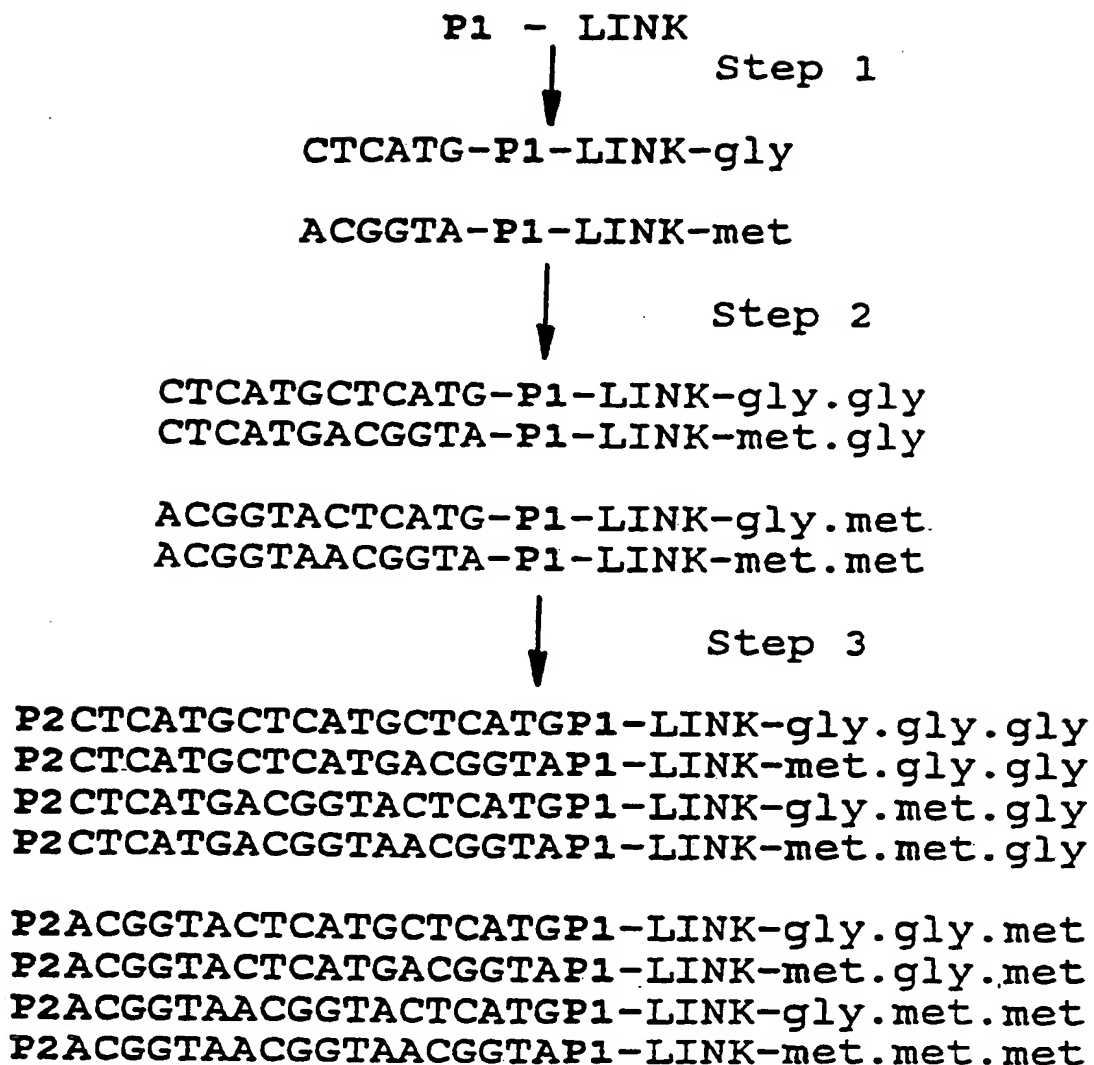 P1 - LINK
Step 1
CTCATG-P1-LINK-gly
ACGGTA-P1-LINK-met
Step 2
CTCATGCTCATG-P1-LINK-gly.gly
CTCATGACGGTA-P1-LINK-met.gly
ACGGTACTCATG-P1-LINK-gly.met
ACGGTAACGGTA-P1-LINK-met.met
Step 3
P2CTCATGCTCATGCTCATGP1-LINK-gly.gly.gly
P2CTCATGCTCATGACGGTAP1-LINK-met.gly.gly
P2CTCATGACGGTACTCATGP1-LINK-gly.met.gly
P2CTCATGACGGTAACGGTAP1-LINK-met.met.gly
P2ACGGTACTCATGCTCATGP1-LINK-gly.gly.met
P2ACGGTACTCATGACGGTAP1-LINK-met.gly.met
P2ACGGTAACGGTACTCATGP1-LINK-gly.met.met
P2ACGGTAACGGTAACGGTAP1-LINK-met.met.met